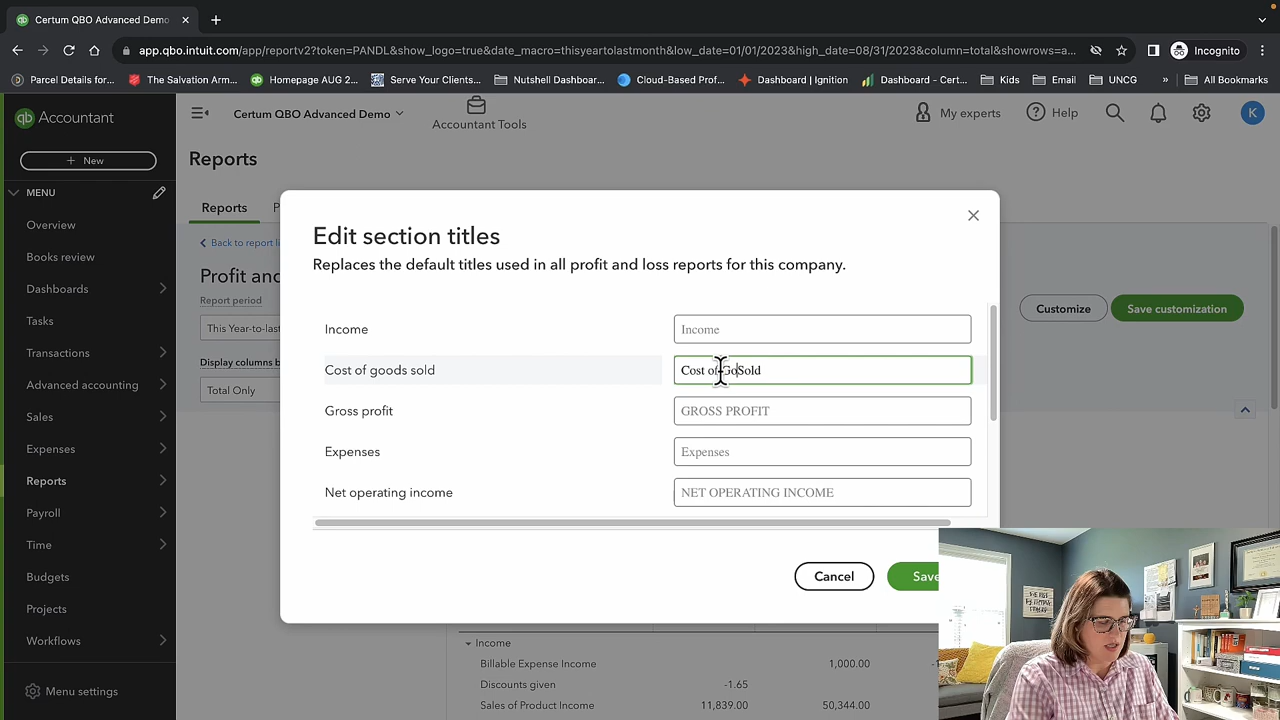 Certum QBO Advanced Demo
app.qbo.intuit.com/app/reportv2?token=PANDL&show_logo=true&date_macro=thisyeartolastmonth&low_date=01/01/2023&high_date=08/31/2023&column=total&showrows=a...
Incognito
Parcel Details for...
The Salvation Arm...
Homepage AUG 2...
Serve Your Clients...
Nutshell Dashboar...
Cloud-Based Prof...
Dashboard | Ignition
Dashboard - Cert...
Kids
Email
UNCG
»
All Bookmarks
qb Accountant
Certum QBO Advanced Demo
Accountant Tools
My experts
Help
K
+ New
MENU
Overview
Books review
Dashboards
Tasks
Transactions
Advanced accounting
Sales
Expenses
Reports
Payroll
Time
Budgets
Projects
Workflows
Menu settings
Reports
Reports P
Back to report li
Profit and
Report period
This Year-to-last
Display columns b
Total Only
Customize
Save customization
Edit section titles
Replaces the default titles used in all profit and loss reports for this company.
Income Income
Cost of goods sold Cost of GoSold
Gross profit GROSS PROFIT
Expenses Expenses
Net operating income NET OPERATING INCOME
Cancel
Save
Income
Billable Expense Income 1,000.00
Discounts given -1.65
Sales of Product Income 11,839.00 50,344.00